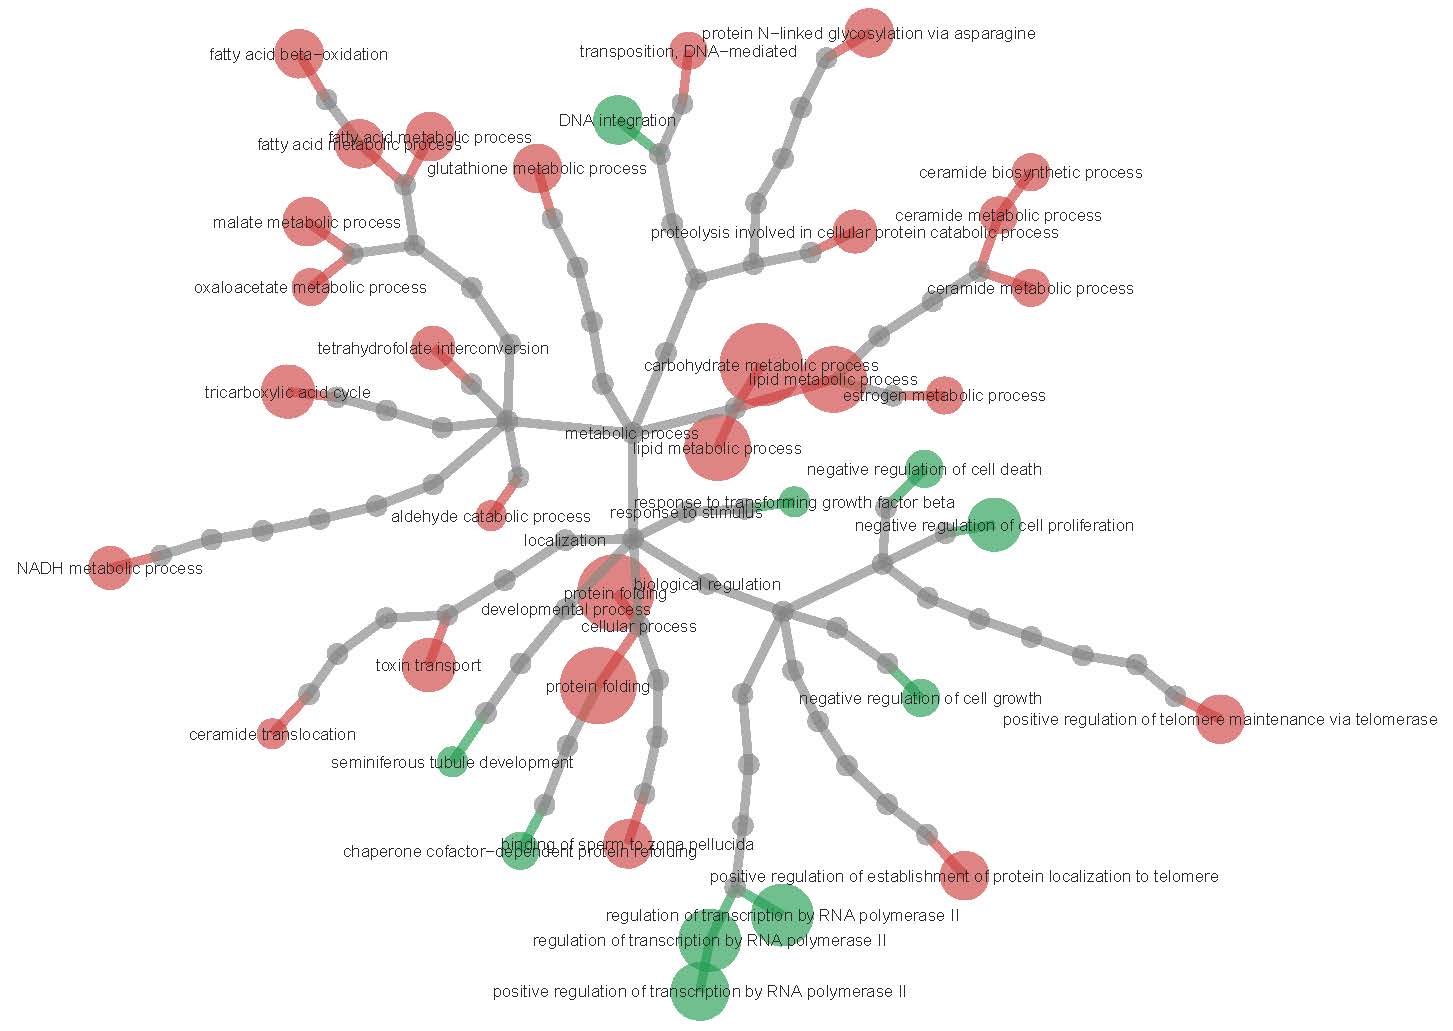 protein N-linked glycosylation via asparagine
transposition, DNA-mediated
fatty acid beta-oxidation
DNA integration
fatty acid metabolic process
fatty acid metabolic process
glutathione metabolic process
ceramide biosynthetic process
ceramide metabolic process
malate metabolic process
proteolysis involved in cellular protein catabolic process
oxaloacetate metabolic process
ceramide metabolic process
tetrahydrofolate interconversion
carbohydrate metabolic process
lipid metabolic process
tricarboxylic acid cycle
estrogen metabolic process
metabolic process
lipid metabolic process
negative regulation of cell death
response to transforming growth factor beta
response to stimulus
aldehyde catabolic process
negative regulation of cell proliferation
localization
NADH metabolic process
biological regulation
protein folding
developmental process
cellular process
toxin transport
protein folding
negative regulation of cell growth
positive regulation of telomere maintenance via telomerase
ceramide translocation
seminiferous tubule development
binding of sperm to zona pellucida
chaperone cofactor-dependent protein refolding
positive regulation of establishment of protein localization to telomere
regulation of transcription by RNA polymerase II
regulation of transcription by RNA polymerase II
positive regulation of transcription by RNA polymerase II